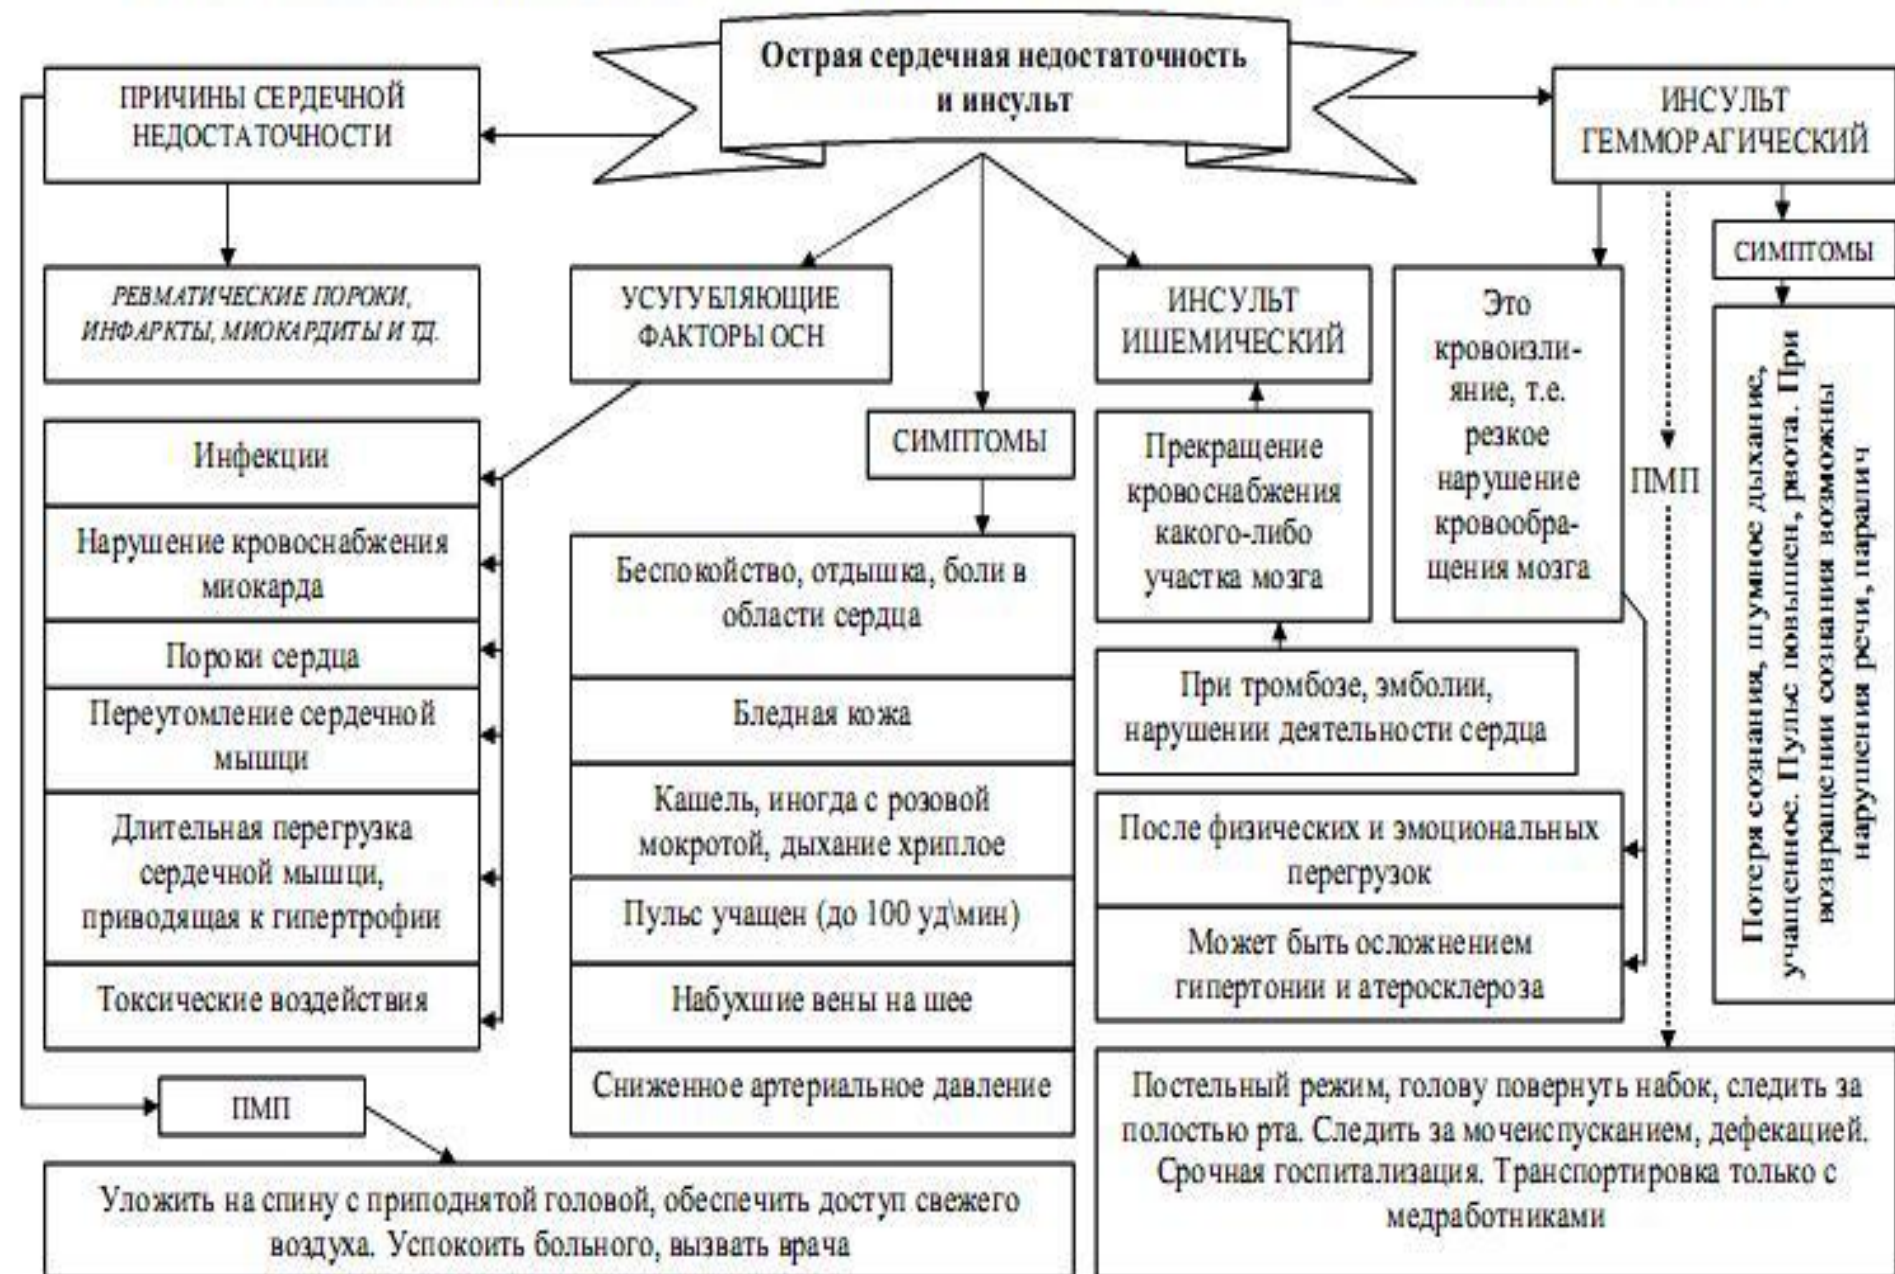 Острая сердечная недостаточность
и инсульт
ПРИЧИНЫ СЕРДЕЧНОЙ
НЕДОСТАТОЧНОСТИ
РЕВМАТИЧЕСКИЕ ПОРОКИ,
ИНФАРКТЫ, МИОКАРДИТЫ И ТД.
УСУГУБЛЯЮЩИЕ
ФАКТОРЫ ОСН
Инфекции
Нарушение кровоснабжения
миокарда
Пороки сердца
Переутомление сердечной
мышци
Длительная перегрузка
сердечной мышци,
приводящая к гипертрофии
Токсические воздействия
ПМП
Уложить на спину с приподнятой головой, обеспечить доступ свежего
воздуха. Успокоить больного, вызвать врача
СИМПТОМЫ
Беспокойство, отдышка, боли в
области сердца
Бледная кожа
Кашель, иногда с розовой
мокротой, дыхание хриплое
Пульс учащен (до 100 уд\мин)
Набухшие вены на шее
Сниженное артериальное давление
ИНСУЛЬТ
ИШЕМИЧЕСКИЙ
Прекращение
кровоснабжения
какого-либо
участка мозга
При тромбозе, эмболии,
нарушении деятельности сердца
ИНСУЛЬТ
ГЕММОРАГИЧЕСКИЙ
Это
кровоизли-
яние, т.е.
резкое
нарушение
кровообра-
щения мозга
После физических и эмоциональных
перегрузок
Может быть осложнением
гипертонии и атеросклероза
ПМП
Постельный режим, голову повернуть набок, следить за
полостью рта. Следить за мочеиспусканием, дефекацией.
Срочная госпитализация. Транспортировка только с
медработниками
СИМПТОМЫ
Потеря сознания, шумное дыхание,
учащенное. Пульс повышен, рвота. При
возвращении сознания возможны
нарушения речи, паралич